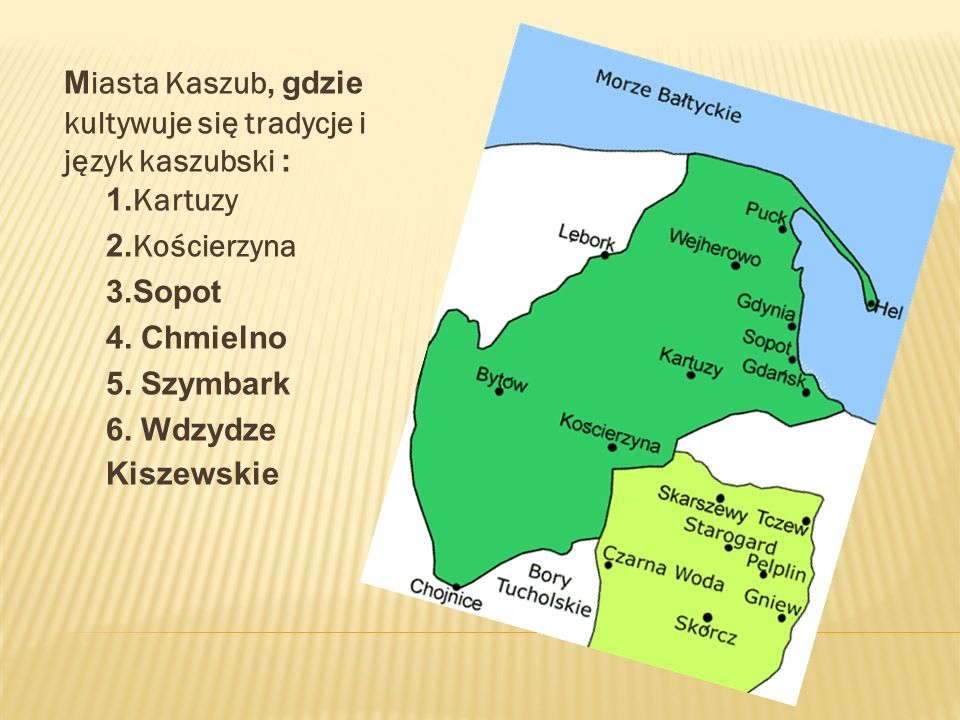 Miasta Kaszub, gdzie
kultywuje się tradycje i
język kaszubski :
1.Kartuzy
2.Kościerzyna
3.Sopot
4. Chmielno
5. Szymbark
6. Wdzydze
Kiszewskie
Morze Bałtyckie
Puck
Lębork
Wejherowo
Hel
Gdynia
Sopot
Kartuzy
Gdańsk
Bytów
Kościerzyna
Skarszewy
Tczew
Starogard
Pelplin
Czarna Woda
Gniew
Bory
Tucholskie
Chojnice
Skórcz